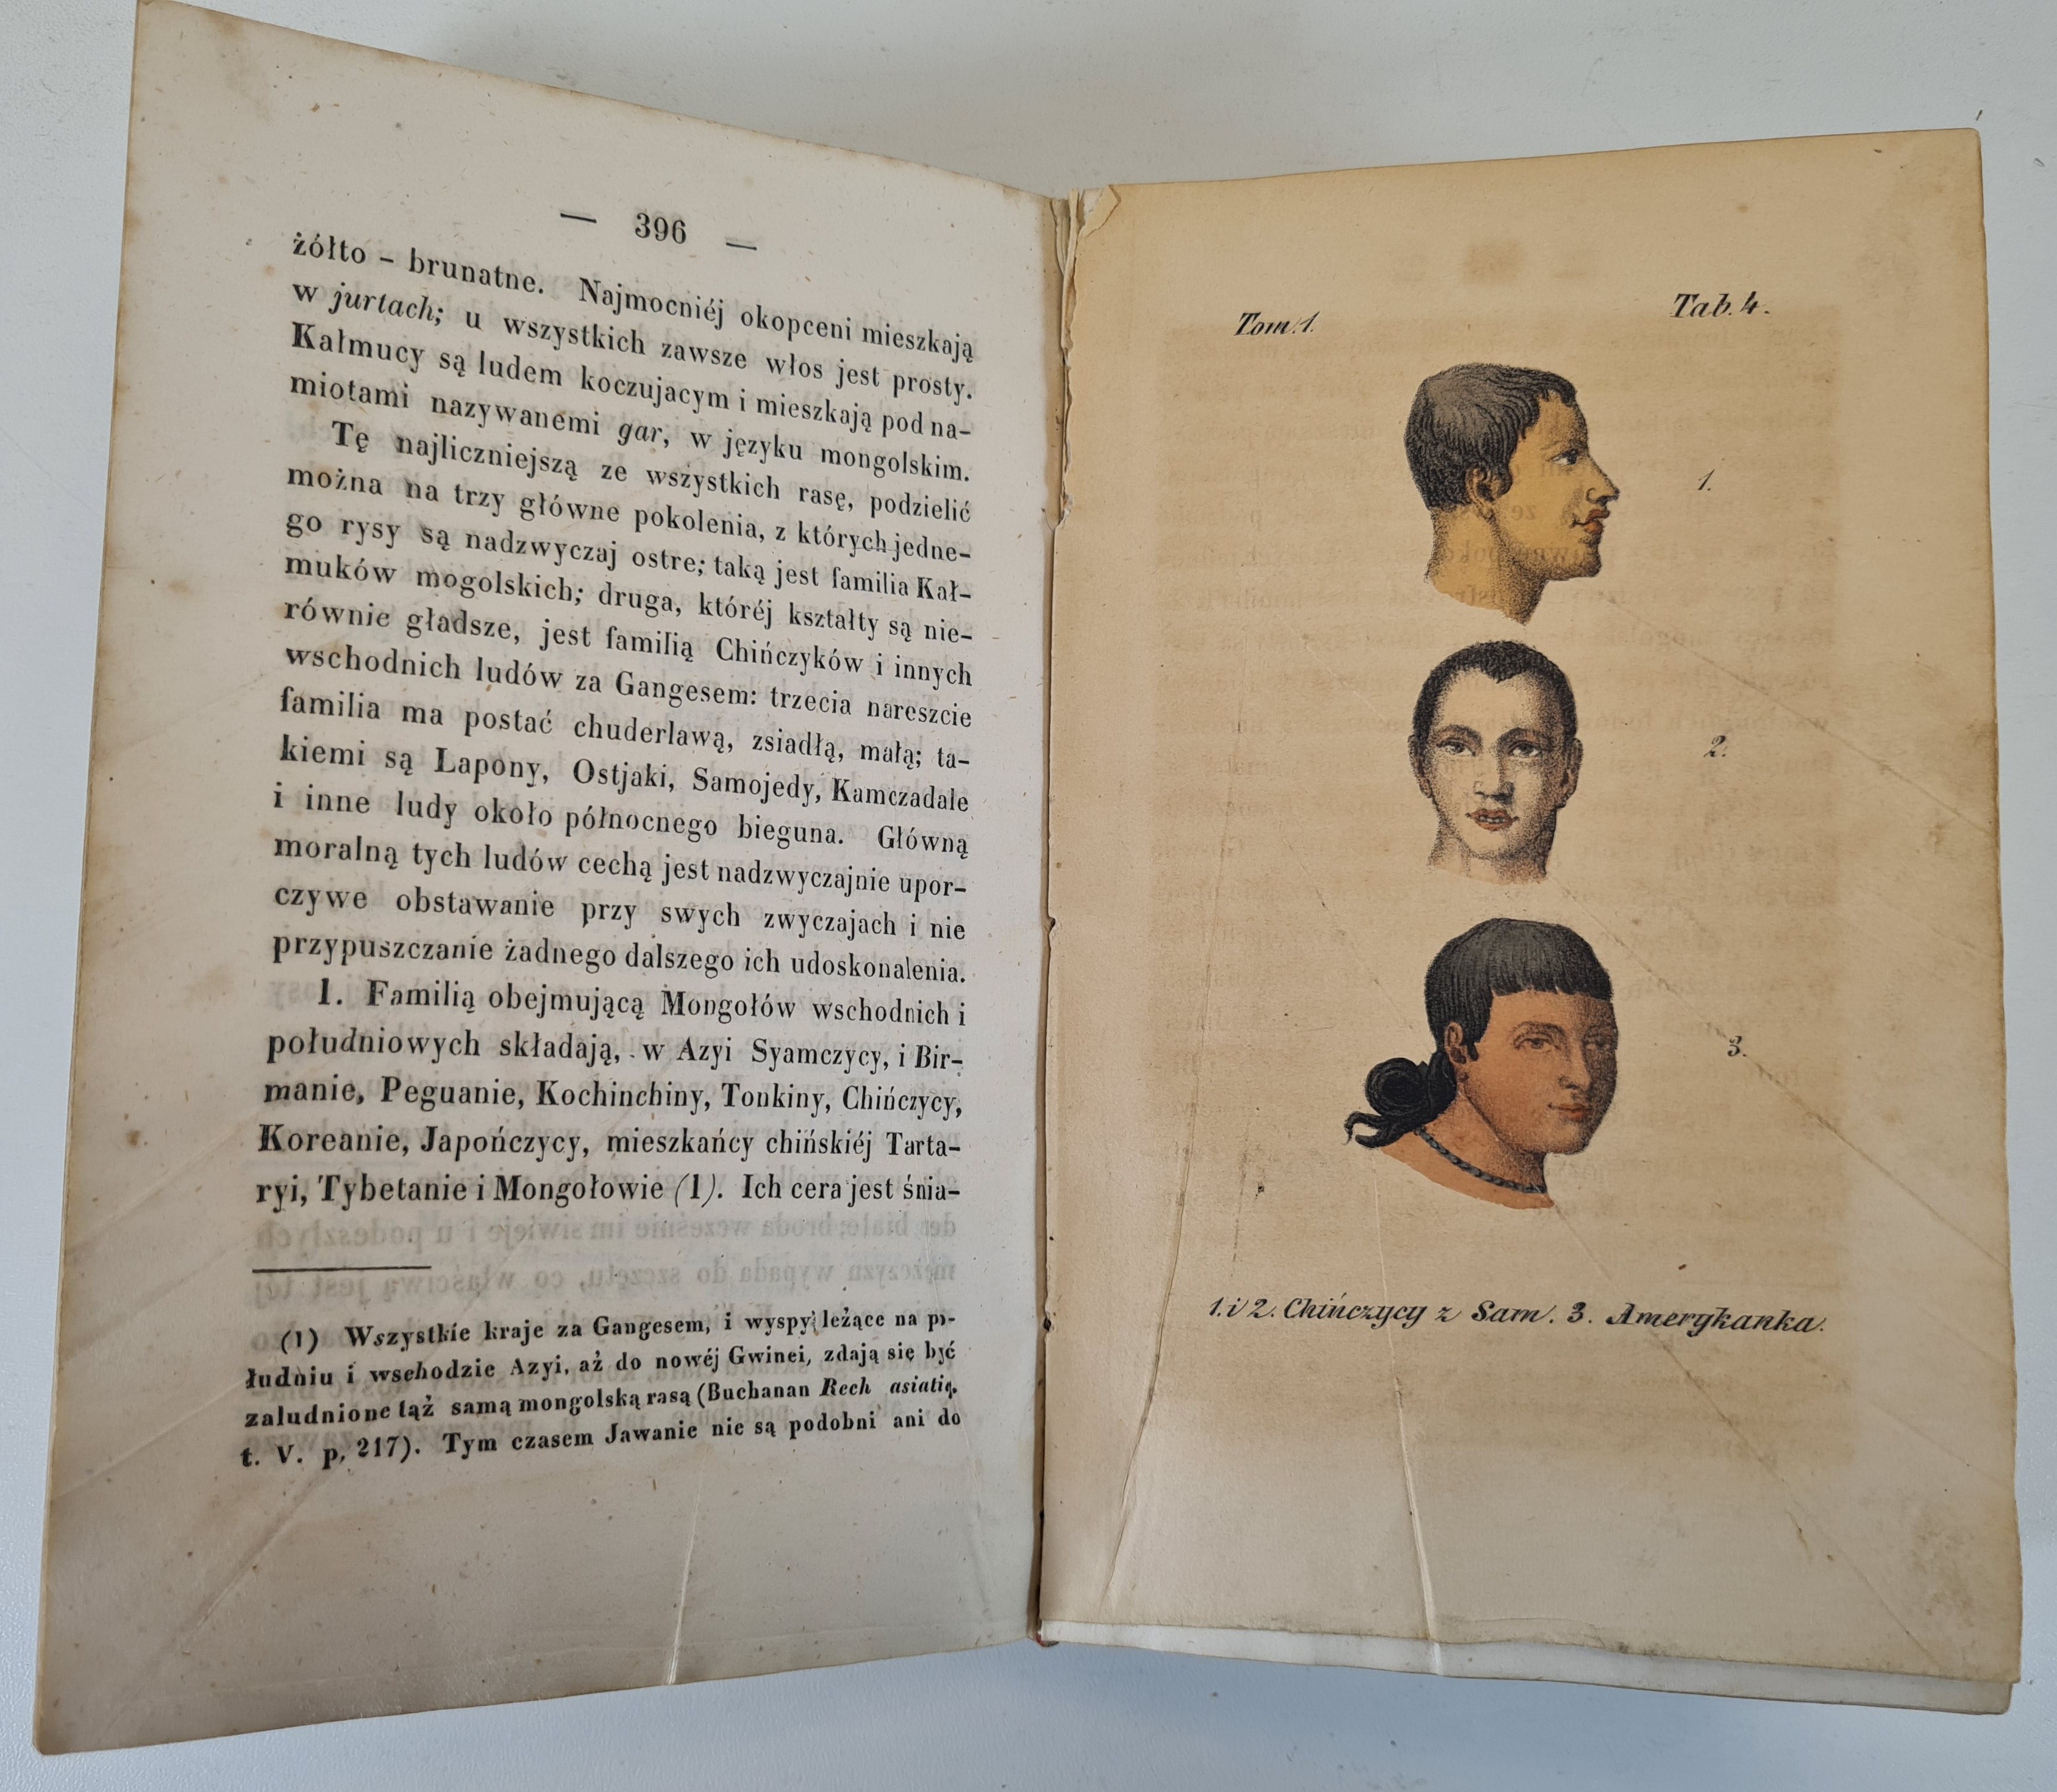 — 396 —
żółto - brunatne. Najmocniéj okopceni mieszkają
w jurtach; u wszystkich zawsze włos jest prosty.
Kałmucy są ludem koczujacym i mieszkają pod na-
miotami nazywanemi gar, w języku mongolskim.
Tę najliczniejszą ze wszystkich rasę, podzielić
można na trzy główne pokolenia, z których jedne-
go rysy są nadzwyczaj ostre; taką jest familia Kał-
muków mogolskich; druga, któréj kształty są nie-
równie gładsze, jest familią Chińczyków i innych
wschodnich ludów za Gangesem: trzecia nareszcie
familia ma postać chuderlawą, zsiadłą, małą; ta-
kiemi są Lapony, Ostjaki, Samojedy, Kamczadale
i inne ludy około północnego bieguna. Główną
moralną tych ludów cechą jest nadzwyczajnie upor-
czywe obstawanie przy swych zwyczajach i nie
przypuszczanie żadnego dalszego ich udoskonalenia.
1. Familią obejmującą Mongołów wschodnich i
południowych składają, w Azyi Syamczycy, i Bir-
manie, Peguanie, Kochinchiny, Tonkiny, Chińczycy,
Koreanie, Japończycy, mieszkańcy chińskiéj Tarta-
ryi, Tybetanie i Mongołowie (1). Ich cera jest śnia-
(1) Wszystkie kraje za Gangesem, i wyspy leżące na po-
łudniu i wschodzie Azyi, aż do nowéj Gwinei, zdają się być
zaludnione tąż samą mongolską rasą (Buchanan Rech asiatiq.
t. V. p, 217). Tym czasem Jawanie nie są podobni ani do
Tom. 1.
Tab. 4.
1.
2.
3.
1. i 2. Chińczycy z Sam. 3. Amerykanka.